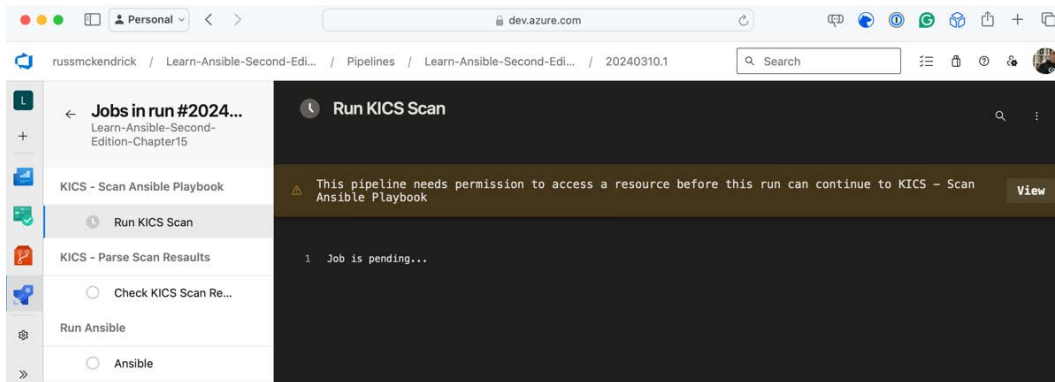 Personal
dev.azure.com
russmckendrick / Learn-Ansible-Second-Edi... / Pipelines / Learn-Ansible-Second-Edi... / 20240310.1
Search
L
Jobs in run #2024...
Learn-Ansible-Second-
Edition-Chapter15
KICS - Scan Ansible Playbook
Run KICS Scan
KICS - Parse Scan Resaults
Check KICS Scan Re...
Run Ansible
Ansible
Run KICS Scan
This pipeline needs permission to access a resource before this run can continue to KICS – Scan
Ansible Playbook
View
1 Job is pending...